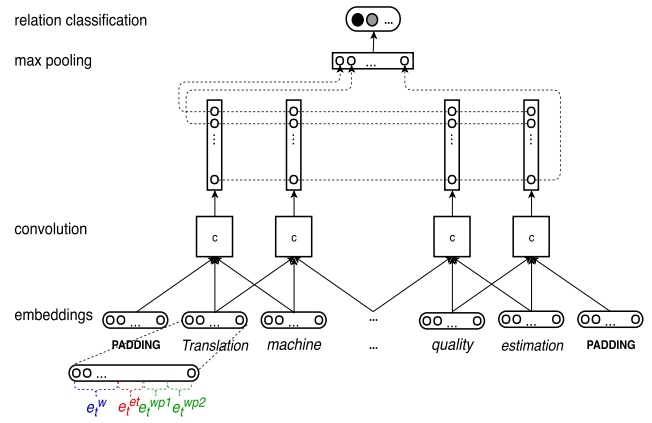 relation classification
...
max pooling
...
...
...
...
...
convolution
c c c c
embeddings
... ... ... ... ... ... ...
PADDING Translation machine ... quality estimation PADDING
...
e_t^w e_t^et e_t^wp1 e_t^wp2